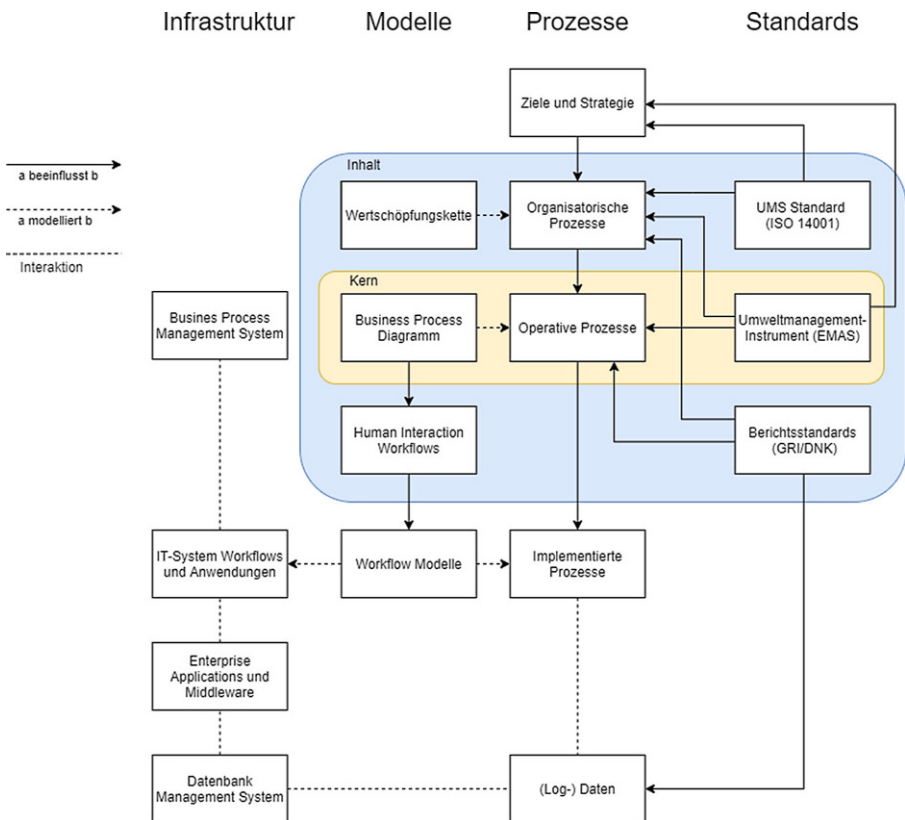 Infrastruktur
Modelle
Prozesse
Standards
Ziele und Strategie
a beeinflusst b
a modelliert b
Interaktion
Inhalt
Wertschöpfungskette
Organisatorische
Prozesse
UMS Standard
(ISO 14001)
Kern
Busines Process
Management System
Business Process
Diagramm
Operative Prozesse
Umweltmanagement-
Instrument (EMAS)
Human Interaction
Workflows
Berichtsstandards
(GRI/DNK)
IT-System Workflows
und Anwendungen
Workflow Modelle
Implementierte
Prozesse
Enterprise
Applications und
Middleware
Datenbank
Management System
(Log-) Daten